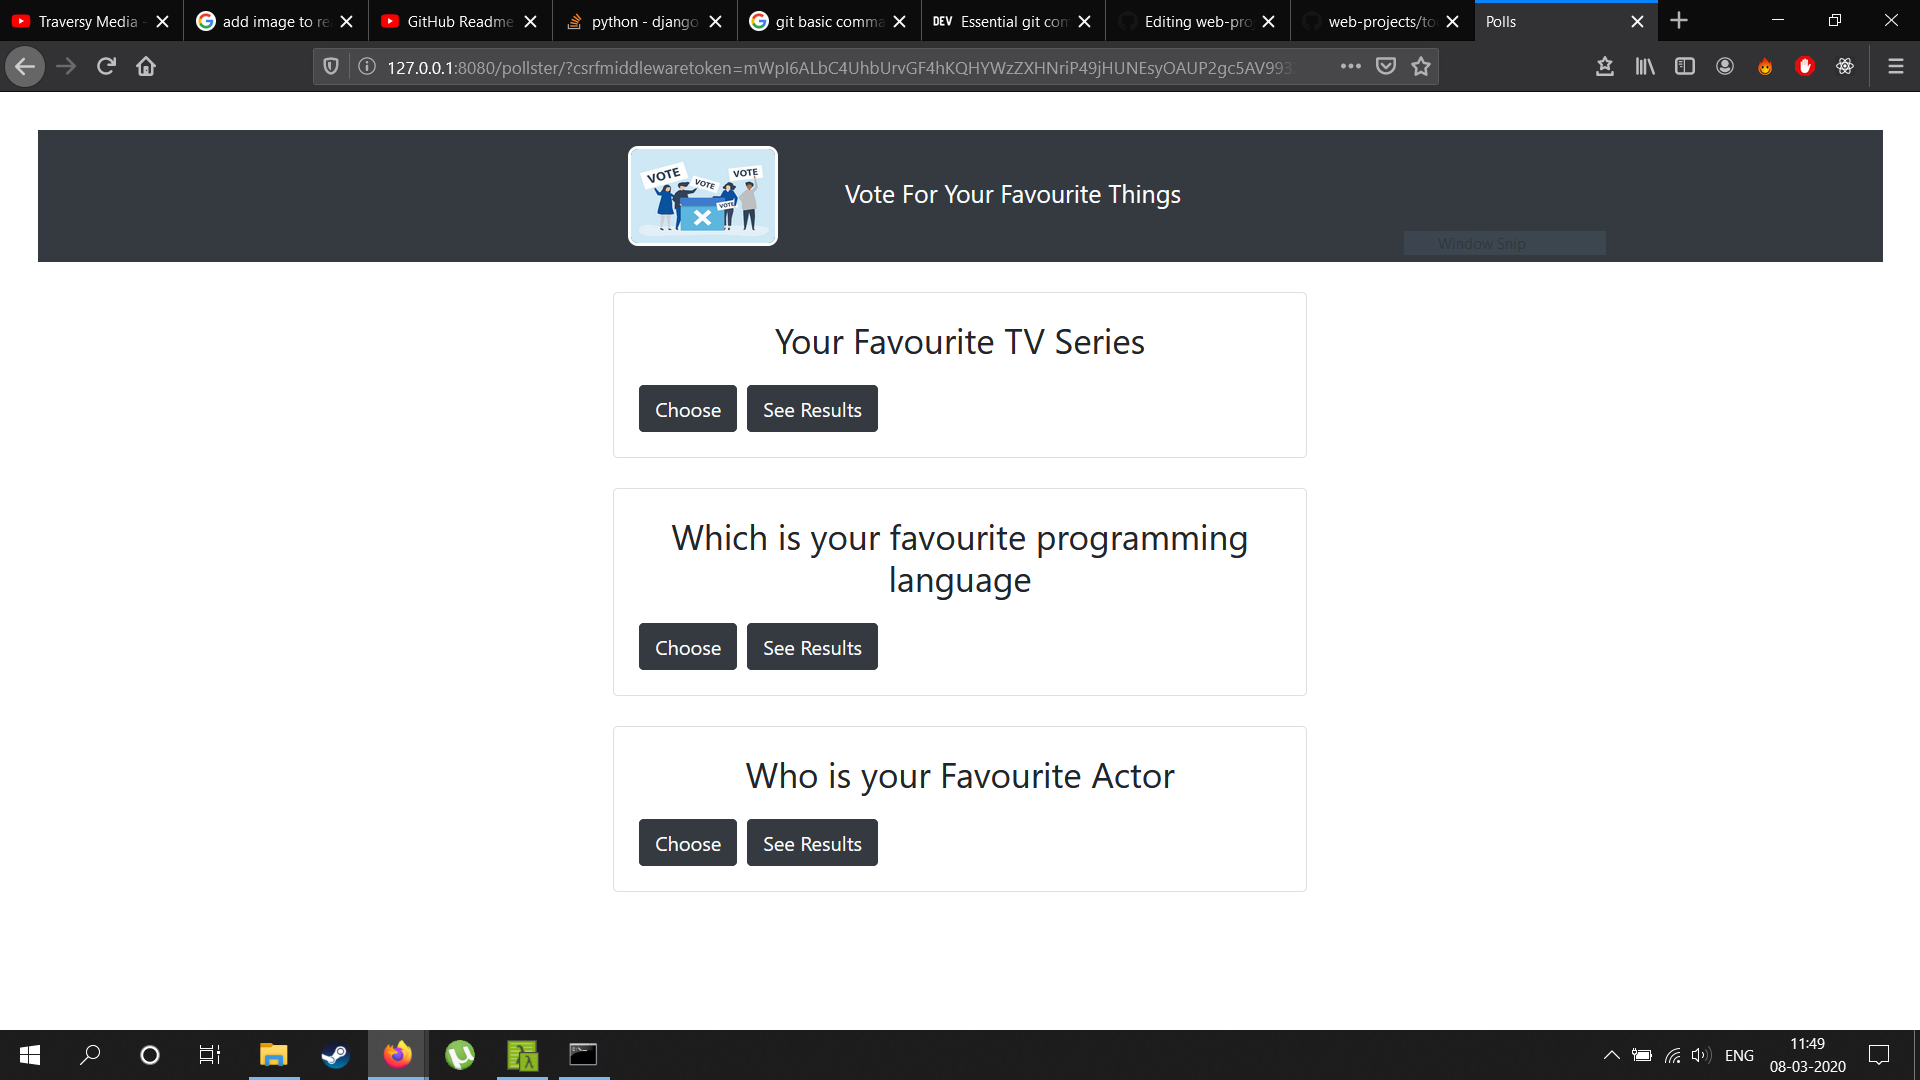 Traversy Media -
add image to re
GitHub Readme
python - django
git basic comma
DEV Essential git com
Editing web-pro
web-projects/to
Polls
127.0.0.1:8080/pollster/?csrfmiddlewaretoken=mWpI6ALbC4UhbUrvGF4hKQHYWzZXHNriP49jHUNEsyOAUP2gc5AV993
VOTE
VOTE
VOTE
VOTE
Vote For Your Favourite Things
Window Snip
Your Favourite TV Series
Choose See Results
Which is your favourite programming
language
Choose See Results
Who is your Favourite Actor
Choose See Results
ENG
11:49
08-03-2020